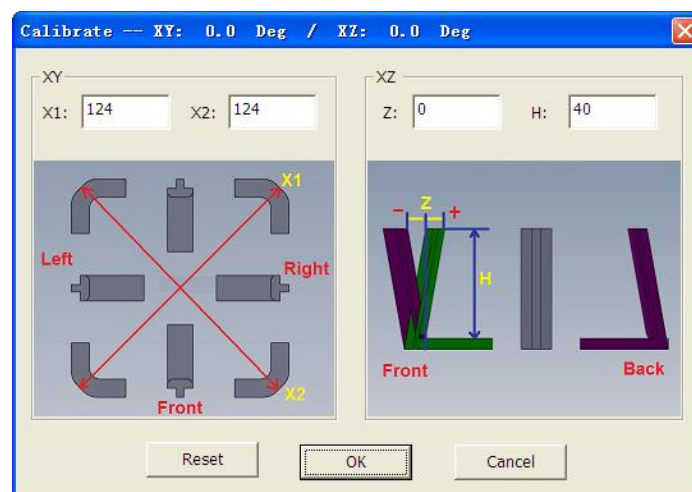 Calibrate -- XY: 0.0 Deg / XZ: 0.0 Deg
XY
X1: 124 X2: 124
XZ
Z: 0 H: 40
X1
Left
Right
Front
X2
- Z +
H
Front
Back
Reset OK Cancel